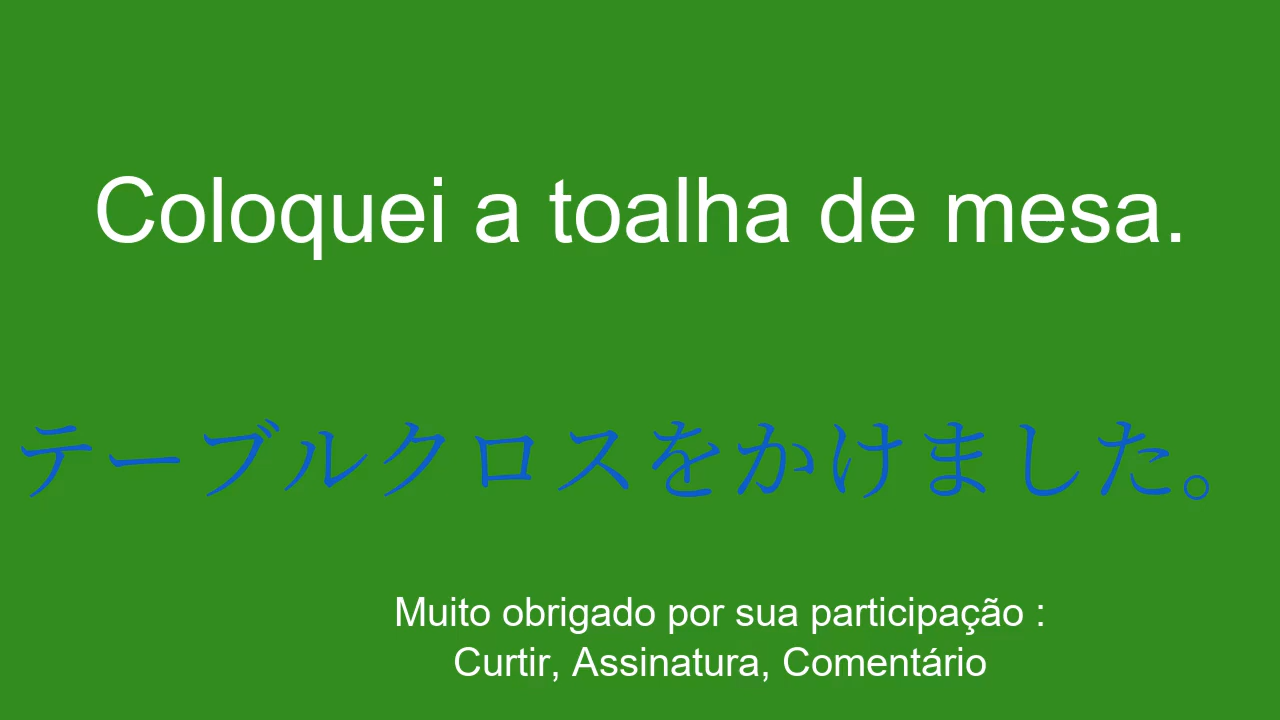 Coloquei a toalha de mesa.
テーブルクロスをかけました。
Muito obrigado por sua participação :
Curtir, Assinatura, Comentário